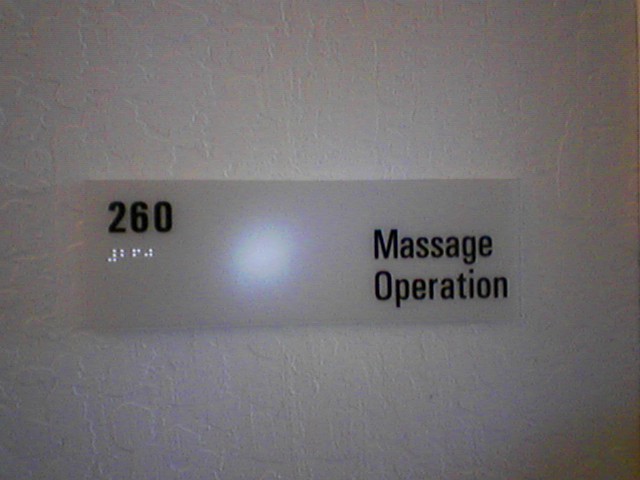 260
⠼⠃⠋⠚
Massage
Operation